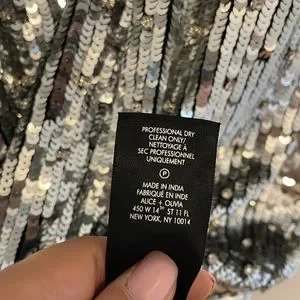 PROFESSIONAL DRY
CLEAN ONLY/
NETTOYAGE À
SEC PROFESSIONNEL
UNIQUEMENT
P
MADE IN INDIA
FABRIQUÉ EN INDE
ALICE + OLIVIA
450 W 14TH ST 11 FL
NEW YORK, NY 10014